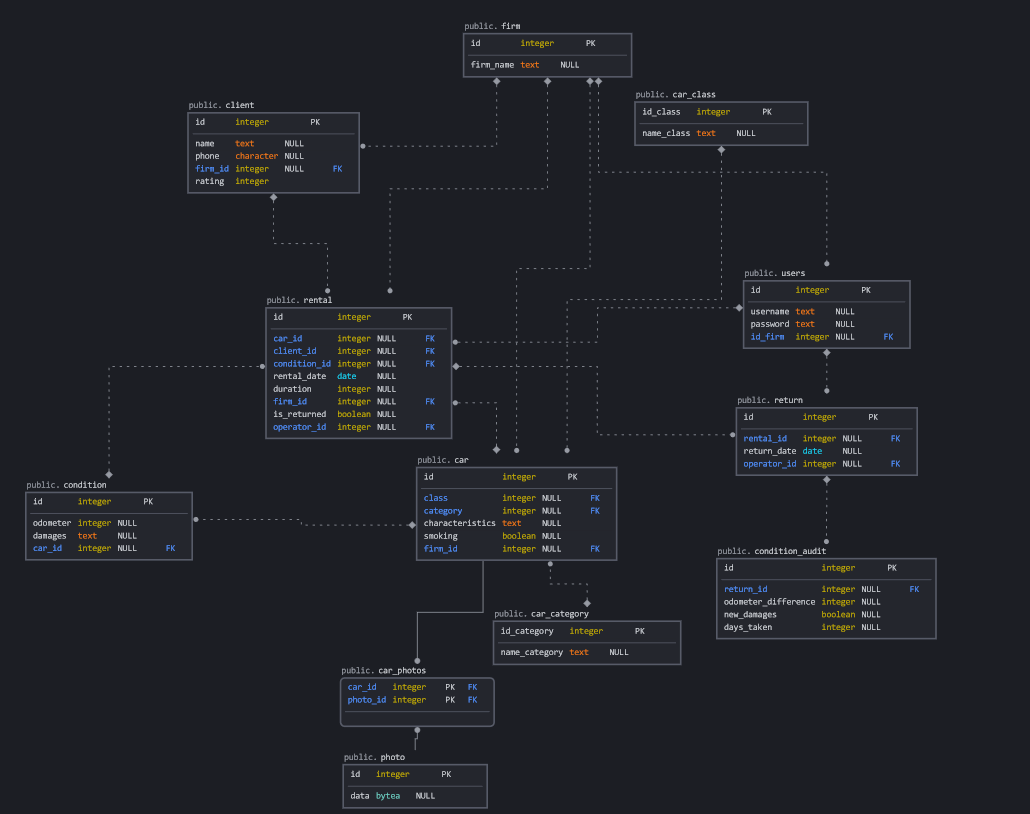 public. firm
id integer PK
firm_name text NULL
public. car_class
id_class integer PK
name_class text NULL
public. client
id integer PK
name text NULL
phone character NULL
firm_id integer NULL FK
rating integer
public. users
id integer PK
username text NULL
password text NULL
id_firm integer NULL FK
public. rental
id integer PK
car_id integer NULL FK
client_id integer NULL FK
condition_id integer NULL FK
rental_date date NULL
duration integer NULL
firm_id integer NULL FK
is_returned boolean NULL
operator_id integer NULL FK
public. return
id integer PK
rental_id integer NULL FK
return_date date NULL
operator_id integer NULL FK
public. car
id integer PK
class integer NULL FK
category integer NULL FK
characteristics text NULL
smoking boolean NULL
firm_id integer NULL FK
public. condition
id integer PK
odometer integer NULL
damages text NULL
car_id integer NULL FK
public. condition_audit
id integer PK
return_id integer NULL FK
odometer_difference integer NULL
new_damages boolean NULL
days_taken integer NULL
public. car_category
id_category integer PK
name_category text NULL
public. car_photos
car_id integer PK FK
photo_id integer PK FK
public. photo
id integer PK
data bytea NULL